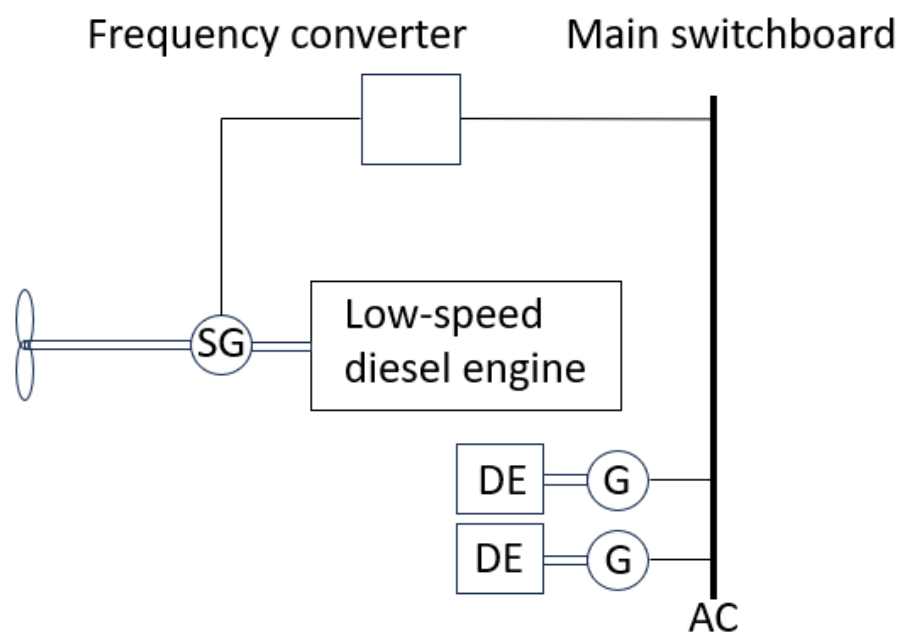 Frequency converter
Main switchboard
SG
Low-speed
diesel engine
DE
G
DE
G
AC